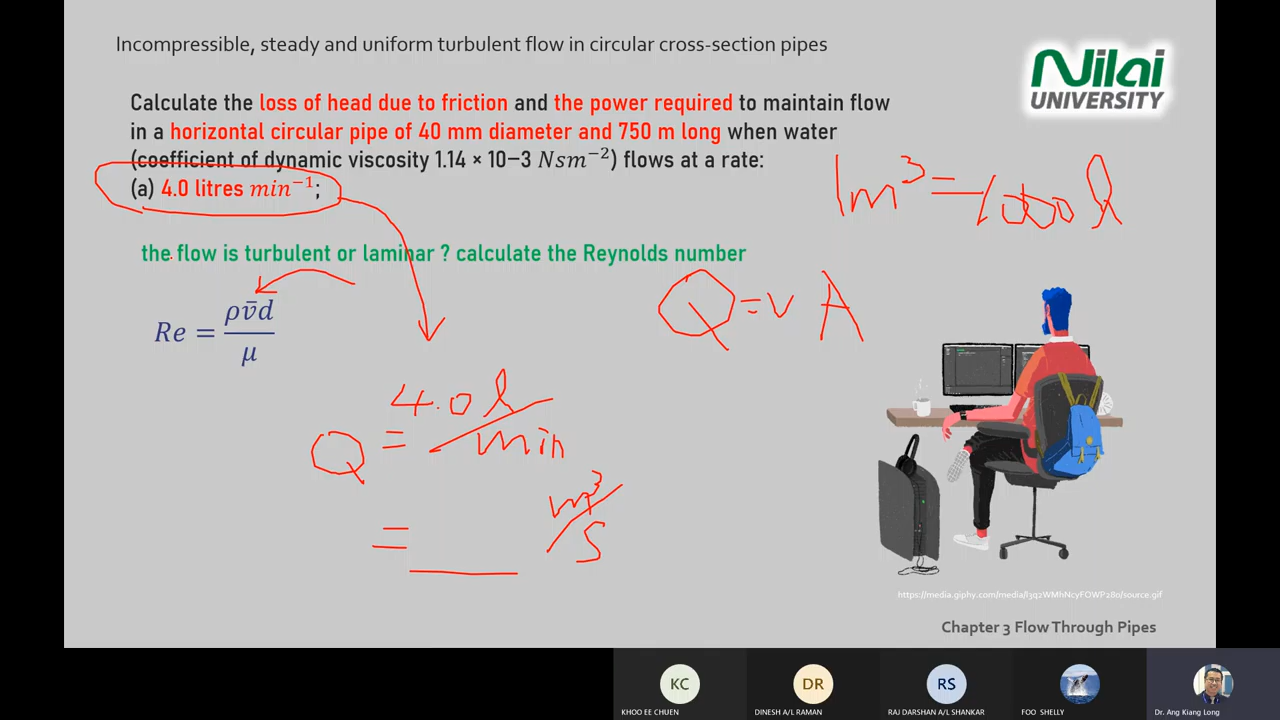 Incompressible, steady and uniform turbulent flow in circular cross-section pipes
Nilai
UNIVERSITY
Calculate the loss of head due to friction and the power required to maintain flow
in a horizontal circular pipe of 40 mm diameter and 750 m long when water
(coefficient of dynamic viscosity 1.14 × 10−3 Nsm⁻²) flows at a rate:
(a) 4.0 litres min⁻¹;
1m³ = 1000 l
the flow is turbulent or laminar ? calculate the Reynolds number
Re = ρv̄d/μ
Q = v A
Q = 4.0 l/min
= ___ m³/s
https://media.giphy.com/media/l3q2WMhNcyFOWP28o/source.gif
Chapter 3 Flow Through Pipes
KC
DR
RS
KHOO EE CHUEN
DINESH A/L RAMAN
RAJ DARSHAN A/L SHANKAR
FOO SHELLY
Dr. Ang Kiang Long